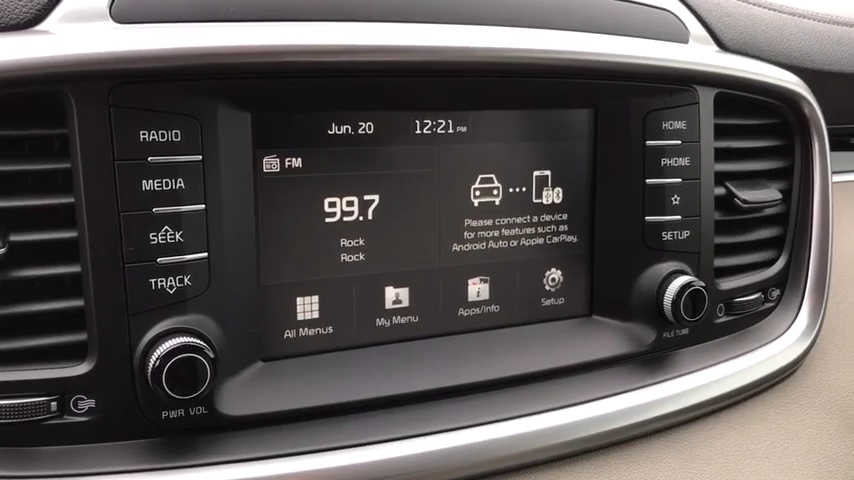 RADIO
MEDIA
SEEK
TRACK
PWR VOL
Jun. 20 12:21 PM
FM
99.7
Rock
Rock
Please connect a device
for more features such as
Android Auto or Apple CarPlay.
All Menus
My Menu
Apps/Info
Setup
HOME
PHONE
SETUP
FILE TUNE